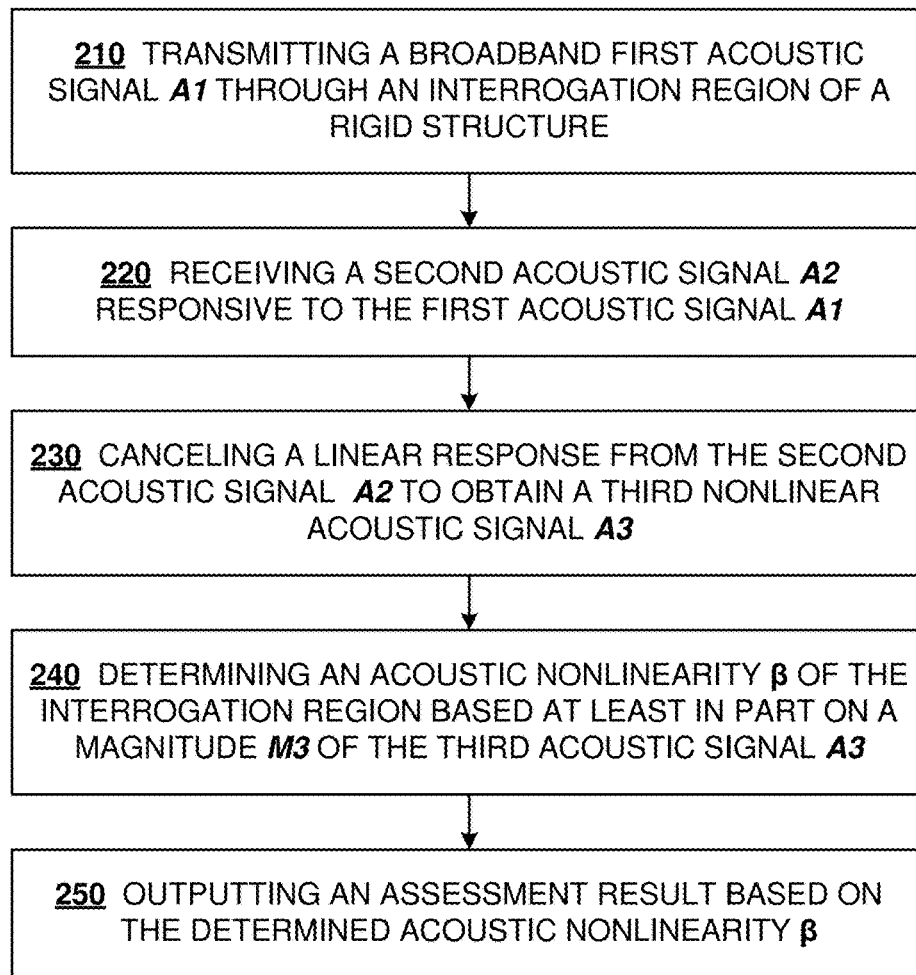 210 TRANSMITTING A BROADBAND FIRST ACOUSTIC
SIGNAL A1 THROUGH AN INTERROGATION REGION OF A
RIGID STRUCTURE
220 RECEIVING A SECOND ACOUSTIC SIGNAL A2
RESPONSIVE TO THE FIRST ACOUSTIC SIGNAL A1
230 CANCELING A LINEAR RESPONSE FROM THE SECOND
ACOUSTIC SIGNAL A2 TO OBTAIN A THIRD NONLINEAR
ACOUSTIC SIGNAL A3
240 DETERMINING AN ACOUSTIC NONLINEARITY β OF THE
INTERROGATION REGION BASED AT LEAST IN PART ON A
MAGNITUDE M3 OF THE THIRD ACOUSTIC SIGNAL A3
250 OUTPUTTING AN ASSESSMENT RESULT BASED ON
THE DETERMINED ACOUSTIC NONLINEARITY β